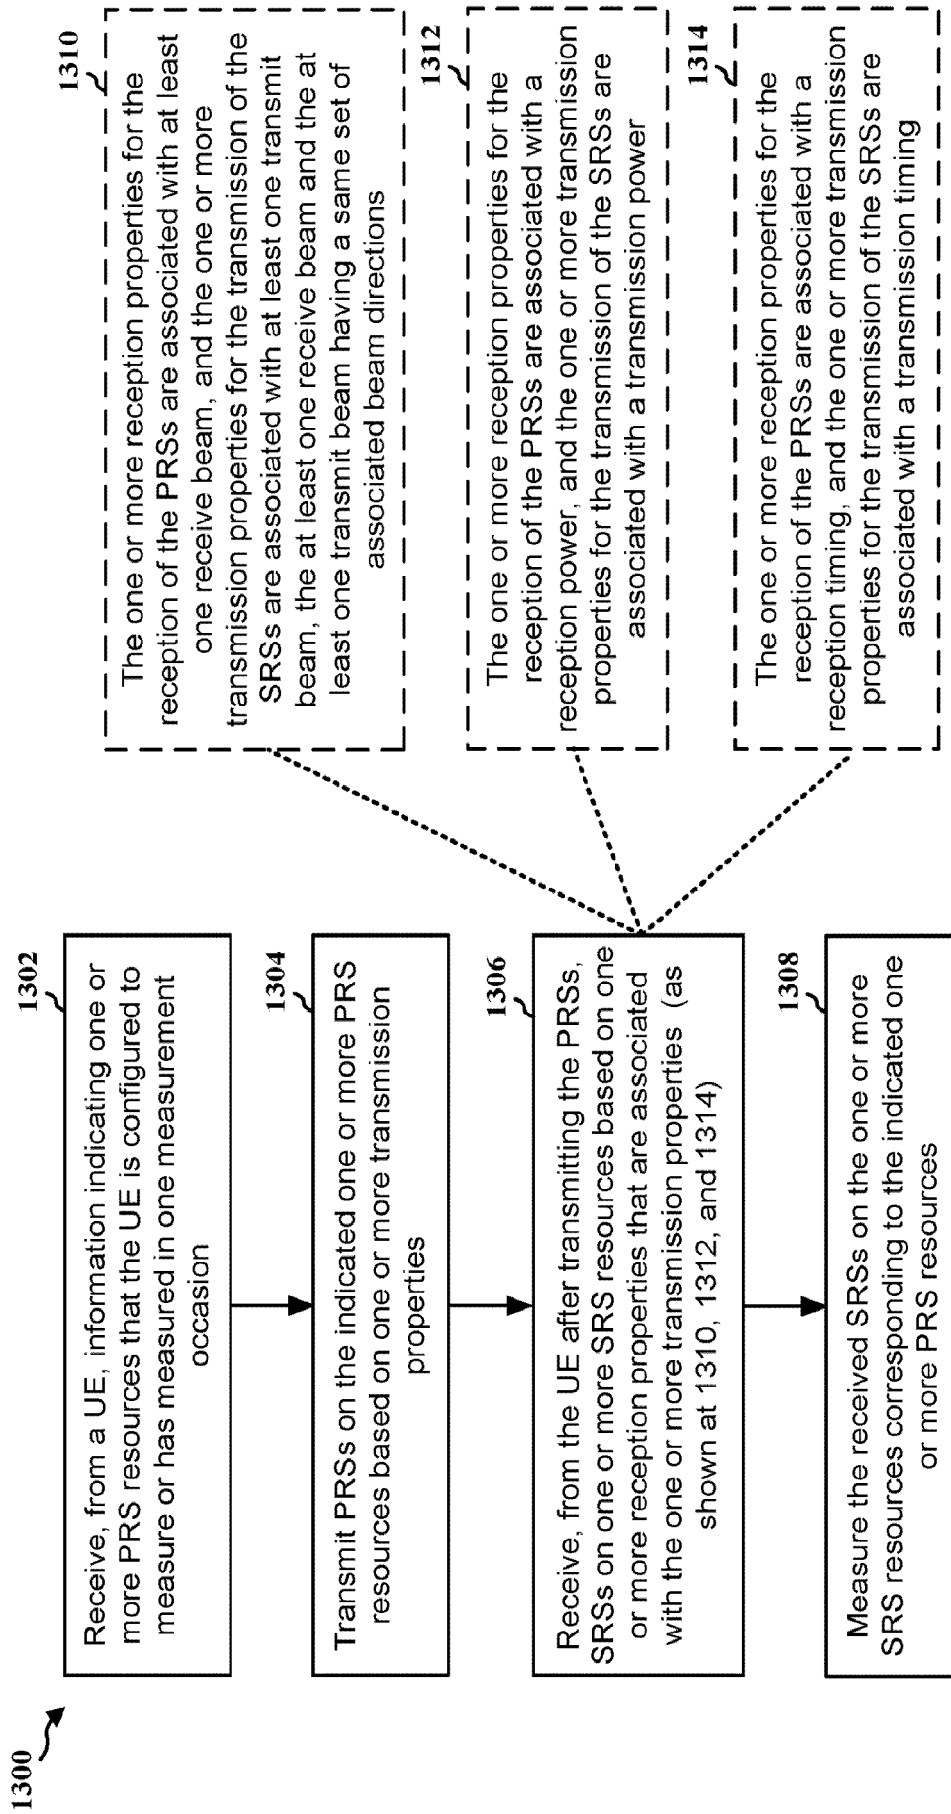 1300
1302
Receive, from a UE, information indicating one or
more PRS resources that the UE is configured to
measure or has measured in one measurement
occasion
1304
Transmit PRSs on the indicated one or more PRS
resources based on one or more transmission
properties
1306
Receive, from the UE after transmitting the PRSs,
SRSs on one or more SRS resources based on one
or more reception properties that are associated
with the one or more transmission properties (as
shown at 1310, 1312, and 1314)
1308
Measure the received SRSs on the one or more
SRS resources corresponding to the indicated one
or more PRS resources
1310
The one or more reception properties for the
reception of the PRSs are associated with at least
one receive beam, and the one or more
transmission properties for the transmission of the
SRSs are associated with at least one transmit
beam, the at least one receive beam and the at
least one transmit beam having a same set of
associated beam directions
1312
The one or more reception properties for the
reception of the PRSs are associated with a
reception power, and the one or more transmission
properties for the transmission of the SRSs are
associated with a transmission power
1314
The one or more reception properties for the
reception of the PRSs are associated with a
reception timing, and the one or more transmission
properties for the transmission of the SRSs are
associated with a transmission timing